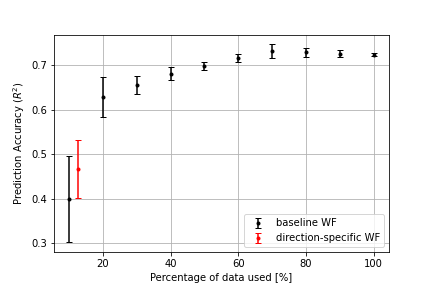 0.7
0.6
0.5
0.4
0.3
Prediction Accuracy (R²)
baseline WF
direction-specific WF
20 40 60 80 100
Percentage of data used [%]